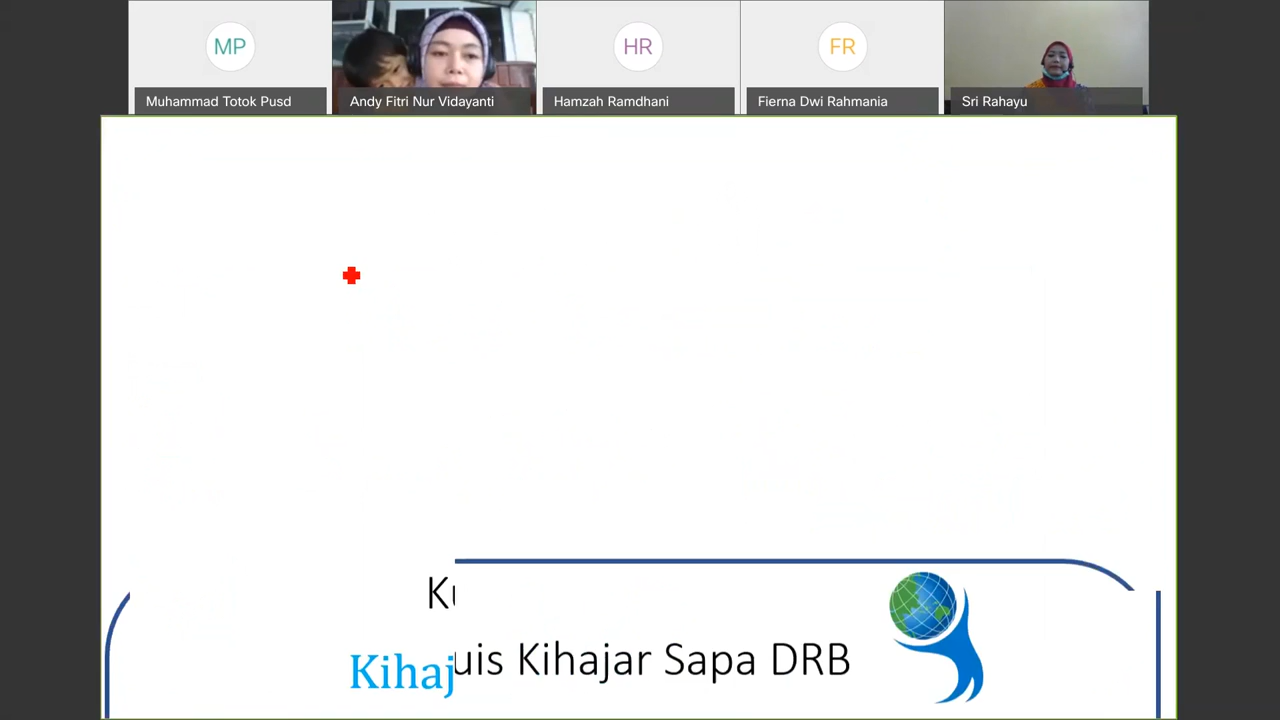 MP
HR
FR
Muhammad Totok Pusd
Andy Fitri Nur Vidayanti
Hamzah Ramdhani
Fierna Dwi Rahmania
Sri Rahayu
Ku
uis Kihajar Sapa DRB
Kihaj